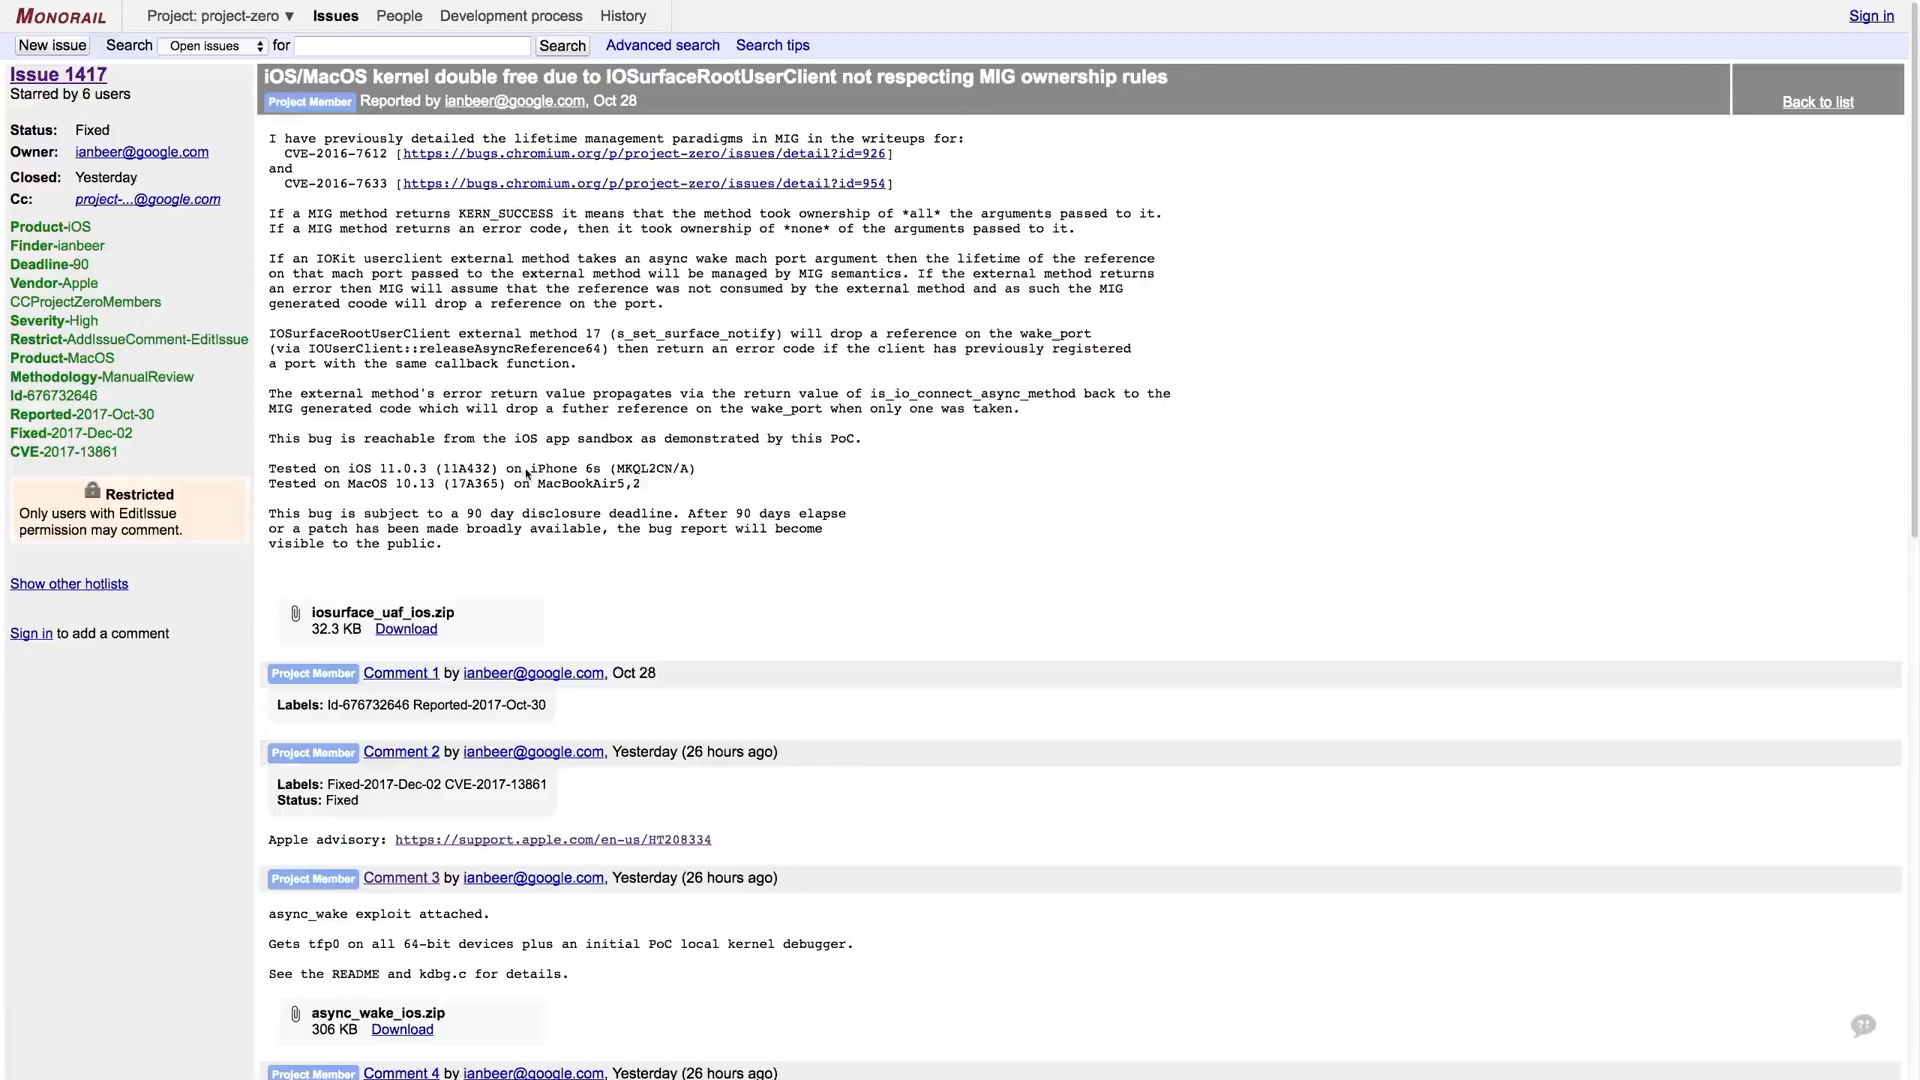 MONORAIL
Project: project-zero ▼ Issues People Development process History Sign in
New issue Search Open issues for Search Advanced search Search tips
Issue 1417
Starred by 6 users
Status: Fixed
Owner: ianbeer@google.com
Closed: Yesterday
Cc: project-...@google.com
Product-iOS
Finder-ianbeer
Deadline-90
Vendor-Apple
CCProjectZeroMembers
Severity-High
Restrict-AddIssueComment-EditIssue
Product-MacOS
Methodology-ManualReview
Id-676732646
Reported-2017-Oct-30
Fixed-2017-Dec-02
CVE-2017-13861
Restricted
Only users with EditIssue
permission may comment.
Show other hotlists
Sign in to add a comment
iOS/MacOS kernel double free due to IOSurfaceRootUserClient not respecting MIG ownership rules
Project Member Reported by ianbeer@google.com, Oct 28
Back to list
I have previously detailed the lifetime management paradigms in MIG in the writeups for:
CVE-2016-7612 [https://bugs.chromium.org/p/project-zero/issues/detail?id=926]
and
CVE-2016-7633 [https://bugs.chromium.org/p/project-zero/issues/detail?id=954]
If a MIG method returns KERN_SUCCESS it means that the method took ownership of *all* the arguments passed to it.
If a MIG method returns an error code, then it took ownership of *none* of the arguments passed to it.
If an IOKit userclient external method takes an async wake mach port argument then the lifetime of the reference
on that mach port passed to the external method will be managed by MIG semantics. If the external method returns
an error then MIG will assume that the reference was not consumed by the external method and as such the MIG
generated coode will drop a reference on the port.
IOSurfaceRootUserClient external method 17 (s_set_surface_notify) will drop a reference on the wake_port
(via IOUserClient::releaseAsyncReference64) then return an error code if the client has previously registered
a port with the same callback function.
The external method's error return value propagates via the return value of is_io_connect_async_method back to the
MIG generated code which will drop a futher reference on the wake_port when only one was taken.
This bug is reachable from the iOS app sandbox as demonstrated by this PoC.
Tested on iOS 11.0.3 (11A432) on iPhone 6s (MKQL2CN/A)
Tested on MacOS 10.13 (17A365) on MacBookAir5,2
This bug is subject to a 90 day disclosure deadline. After 90 days elapse
or a patch has been made broadly available, the bug report will become
visible to the public.
iosurface_uaf_ios.zip
32.3 KB Download
Project Member Comment 1 by ianbeer@google.com, Oct 28
Labels: Id-676732646 Reported-2017-Oct-30
Project Member Comment 2 by ianbeer@google.com, Yesterday (26 hours ago)
Labels: Fixed-2017-Dec-02 CVE-2017-13861
Status: Fixed
Apple advisory: https://support.apple.com/en-us/HT208334
Project Member Comment 3 by ianbeer@google.com, Yesterday (26 hours ago)
async_wake exploit attached.
Gets tfp0 on all 64-bit devices plus an initial PoC local kernel debugger.
See the README and kdbg.c for details.
async_wake_ios.zip
306 KB Download
?!
Project Member Comment 4 by ianbeer@google.com, Yesterday (26 hours ago)